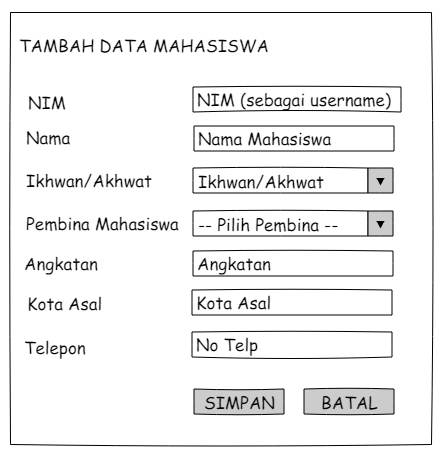 TAMBAH DATA MAHASISWA
NIM NIM (sebagai username)
Nama Nama Mahasiswa
Ikhwan/Akhwat Ikhwan/Akhwat ▼
Pembina Mahasiswa -- Pilih Pembina -- ▼
Angkatan Angkatan
Kota Asal Kota Asal
Telepon No Telp
SIMPAN BATAL